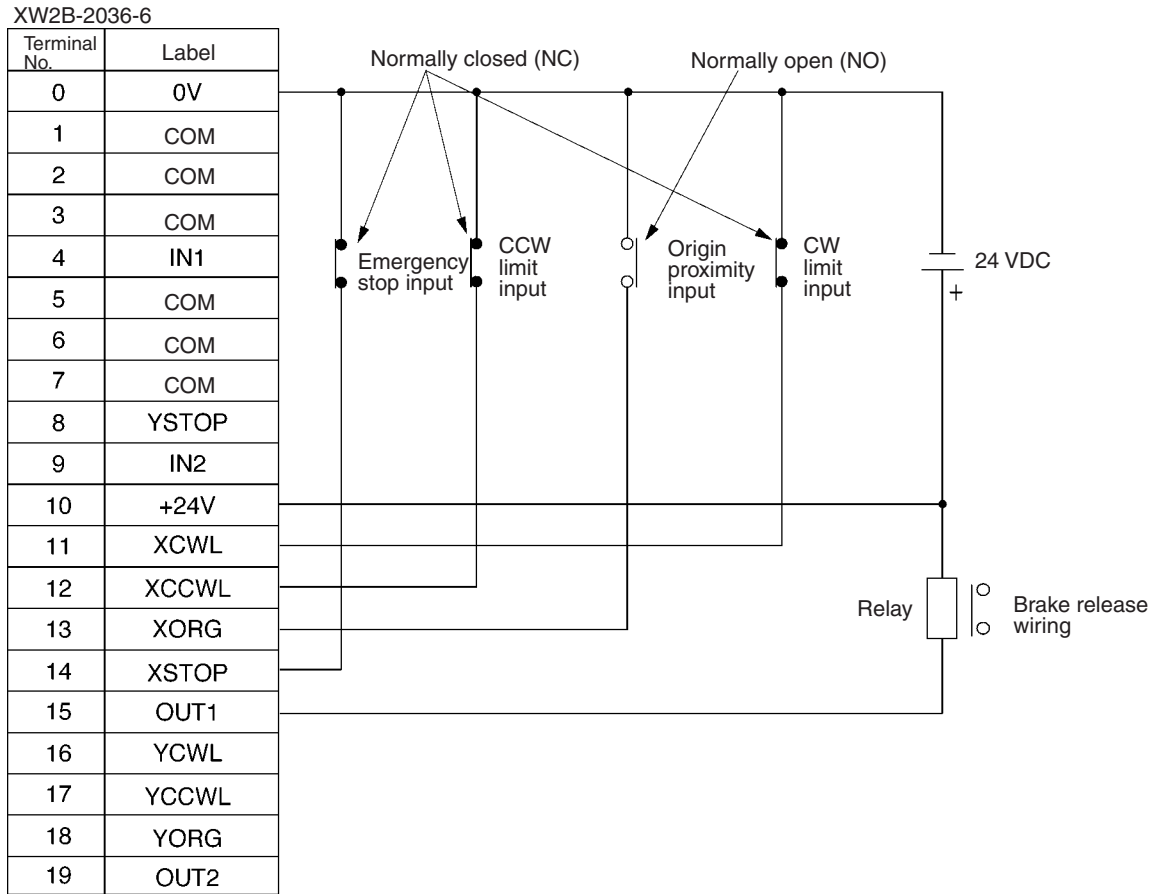 XW2B-2036-6
Terminal No. Label
0 0V
1 COM
2 COM
3 COM
4 IN1
5 COM
6 COM
7 COM
8 YSTOP
9 IN2
10 +24V
11 XCWL
12 XCCWL
13 XORG
14 XSTOP
15 OUT1
16 YCWL
17 YCCWL
18 YORG
19 OUT2
Normally closed (NC)
Normally open (NO)
Emergency
stop input
CCW
limit
input
Origin
proximity
input
CW
limit
input
24 VDC
+
Relay
Brake release
wiring